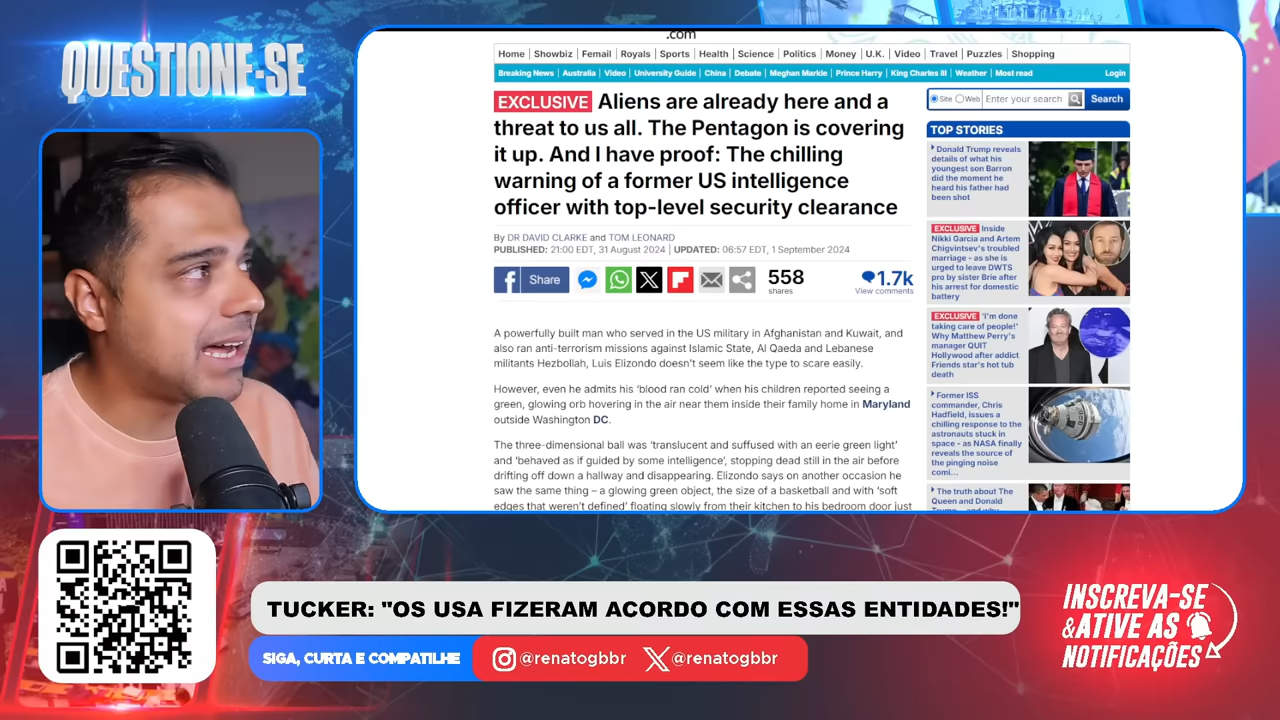 QUESTIONE-SE
.com
Home Showbiz Femail Royals Sports Health Science Politics Money U.K. Video Travel Puzzles Shopping
Breaking News Australia Video University Guide China Debate Meghan Markle Prince Harry King Charles III Weather Most read Login
EXCLUSIVE Aliens are already here and a
threat to us all. The Pentagon is covering
it up. And I have proof: The chilling
warning of a former US intelligence
officer with top-level security clearance
By DR DAVID CLARKE and TOM LEONARD
PUBLISHED: 21:00 EDT, 31 August 2024 | UPDATED: 06:57 EDT, 1 September 2024
Share
558
shares
1.7k
View comments
A powerfully built man who served in the US military in Afghanistan and Kuwait, and
also ran anti-terrorism missions against Islamic State, Al Qaeda and Lebanese
militants Hezbollah, Luis Elizondo doesn't seem like the type to scare easily.
However, even he admits his 'blood ran cold' when his children reported seeing a
green, glowing orb hovering in the air near them inside their family home in Maryland
outside Washington DC.
The three-dimensional ball was 'translucent and suffused with an eerie green light'
and 'behaved as if guided by some intelligence', stopping dead still in the air before
drifting off down a hallway and disappearing. Elizondo says on another occasion he
saw the same thing – a glowing green object, the size of a basketball and with 'soft
edges that weren't defined' floating slowly from their kitchen to his bedroom door just
Site Web Enter your search Search
TOP STORIES
Donald Trump reveals
details of what his
youngest son Barron
did the moment he
heard his father had
been shot
EXCLUSIVE Inside
Nikki Garcia and Artem
Chigvintsev's troubled
marriage - as she is
urged to leave DWTS
pro by sister Brie after
his arrest for domestic
battery
EXCLUSIVE 'I'm done
taking care of people!'
Why Matthew Perry's
manager QUIT
Hollywood after addict
Friends star's hot tub
death
Former ISS
commander, Chris
Hadfield, issues a
chilling response to the
astronauts stuck in
space - as NASA finally
reveals the source of
the pinging noise
comi...
The truth about The
Queen and Donald
TUCKER: "OS USA FIZERAM ACORDO COM ESSAS ENTIDADES!"
SIGA, CURTA E COMPATILHE
@renatogbbr
@renatogbbr
INSCREVA-SE
&ATIVE AS
NOTIFICAÇÕES